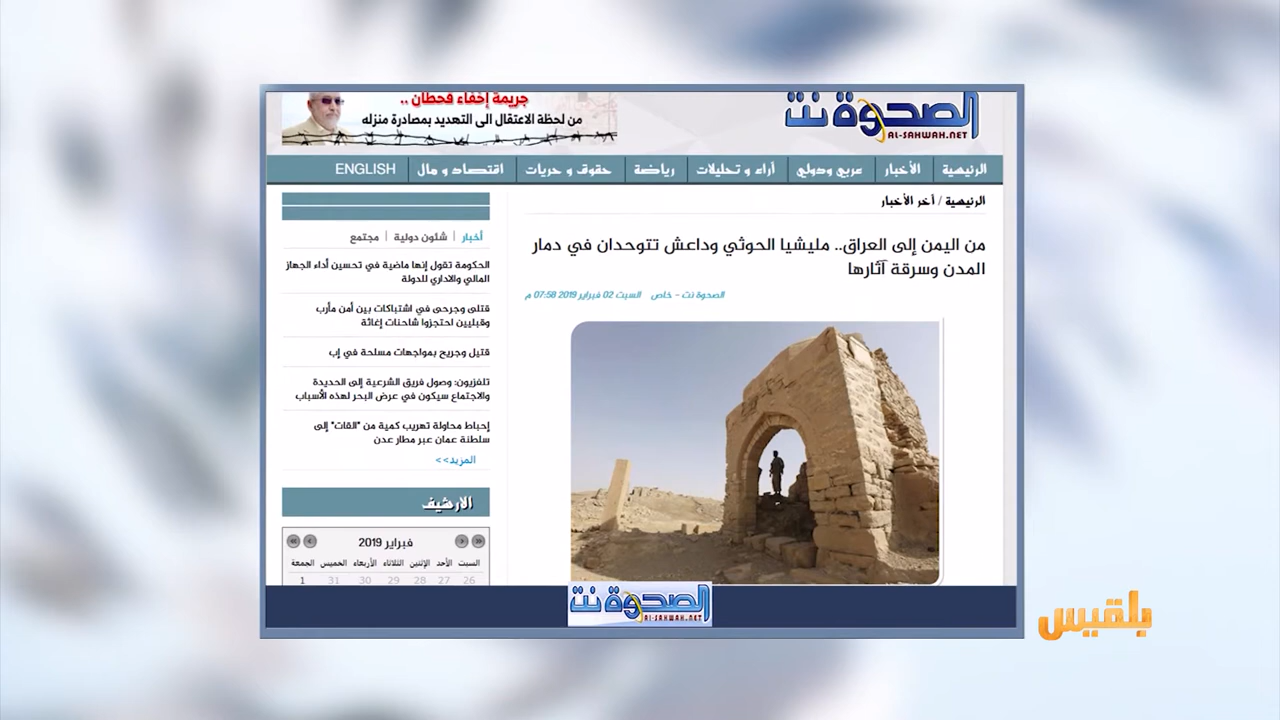 جريمة إخفاء قحطان ..
من لحظة الاعتقال الى التهديد بمصادرة منزله
الصحوة نت
AL-SAHWAH.NET
الرئيسية
الأخبار
عربي ودولي
آراء و تحليلات
رياضة
حقوق و حريات
اقتصاد و مال
ENGLISH
الرئيسية / آخر الأخبار
من اليمن إلى العراق.. مليشيا الحوثي وداعش تتوحدان في دمار
المدن وسرقة آثارها
الصحوة نت - خاص السبت 02 فبراير 2019 07:58 م
أخبار | شئون دولية | مجتمع
الحكومة تقول إنها ماضية في تحسين أداء الجهاز
المالي والاداري للدولة
قتلى وجرحى في اشتباكات بين أمن مأرب
وقبليين احتجزوا شاحنات إغاثة
قتيل وجريح بمواجهات مسلحة في إب
تلفزيون: وصول فريق الشرعية إلى الحديدة
والاجتماع سيكون في عرض البحر لهذه الأسباب
إحباط محاولة تهريب كمية من "القات" إلى
سلطنة عمان عبر مطار عدن
المزيد>>
الارشيف
فبراير 2019
السبت الأحد الإثنين الثلاثاء الأربعاء الخميس الجمعة
26 27 28 29 30 31 1
الصحوة نت
AL-SAHWAH.NET
بلقيس